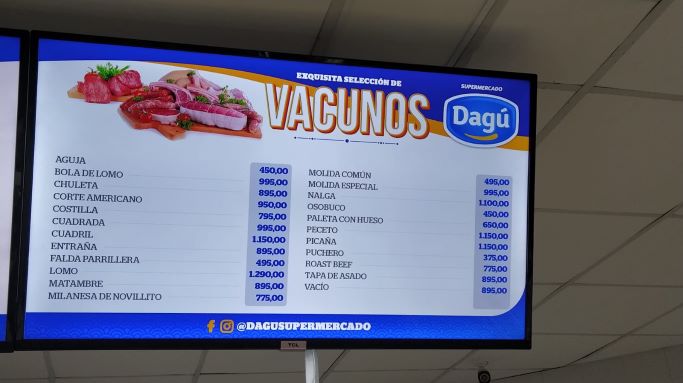 EXQUISITA SELECCIÓN DE
VACUNOS
SUPERMERCADO
Dagú
AGUJA 450,00
BOLA DE LOMO 995,00
CHULETA 895,00
CORTE AMERICANO 950,00
COSTILLA 795,00
CUADRADA 995,00
CUADRIL 1.150,00
ENTRAÑA 895,00
FALDA PARRILLERA 495,00
LOMO 1.290,00
MATAMBRE 895,00
MILANESA DE NOVILLITO 775,00
MOLIDA COMÚN 495,00
MOLIDA ESPECIAL 995,00
NALGA 1.100,00
OSOBUCO 450,00
PALETA CON HUESO 650,00
PECETO 1.150,00
PICAÑA 1.150,00
PUCHERO 375,00
ROAST BEEF 775,00
TAPA DE ASADO 895,00
VACÍO 895,00
@DAGUSUPERMERCADO
TCL